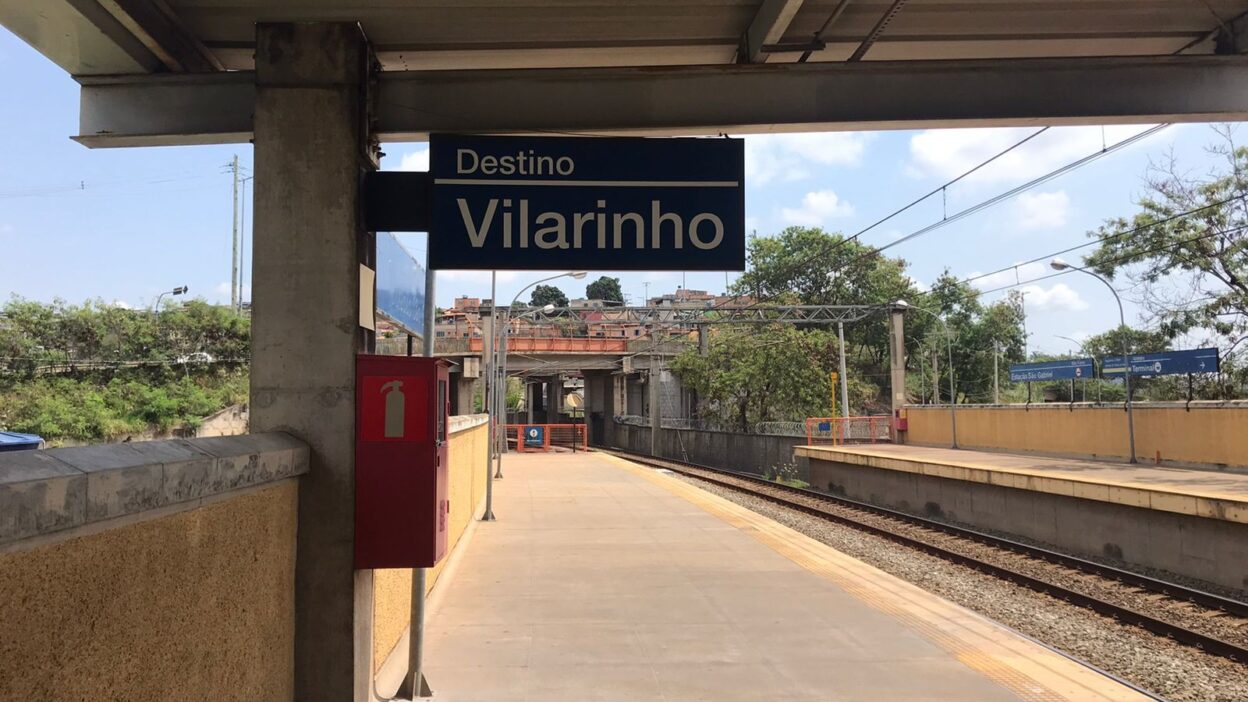 Destino
Vilarinho
Estação São Gabriel
Terminal